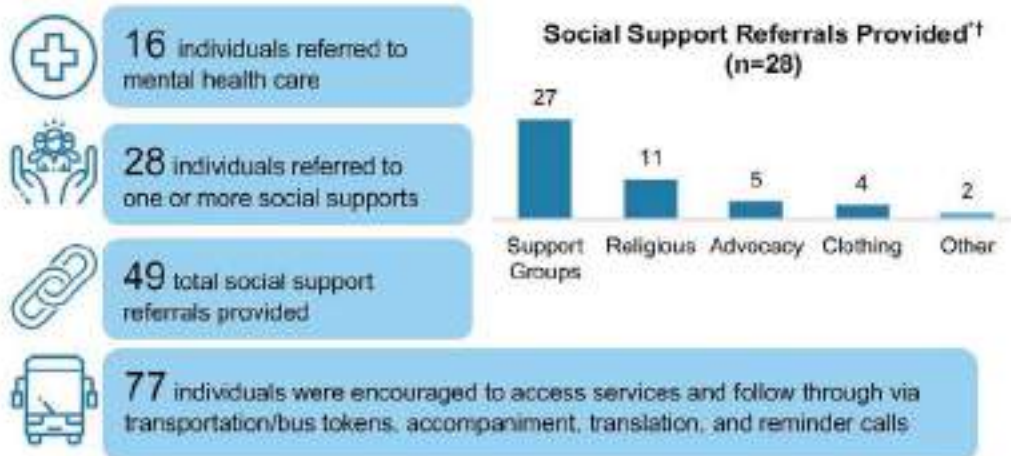 16 individuals referred to
mental health care
28 individuals referred to
one or more social supports
49 total social support
referrals provided
77 individuals were encouraged to access services and follow through via
transportation/bus tokens, accompaniment, translation, and reminder calls
Social Support Referrals Provided*†
(n=28)
27
11
5
4
2
Support
Groups
Religious
Advocacy
Clothing
Other